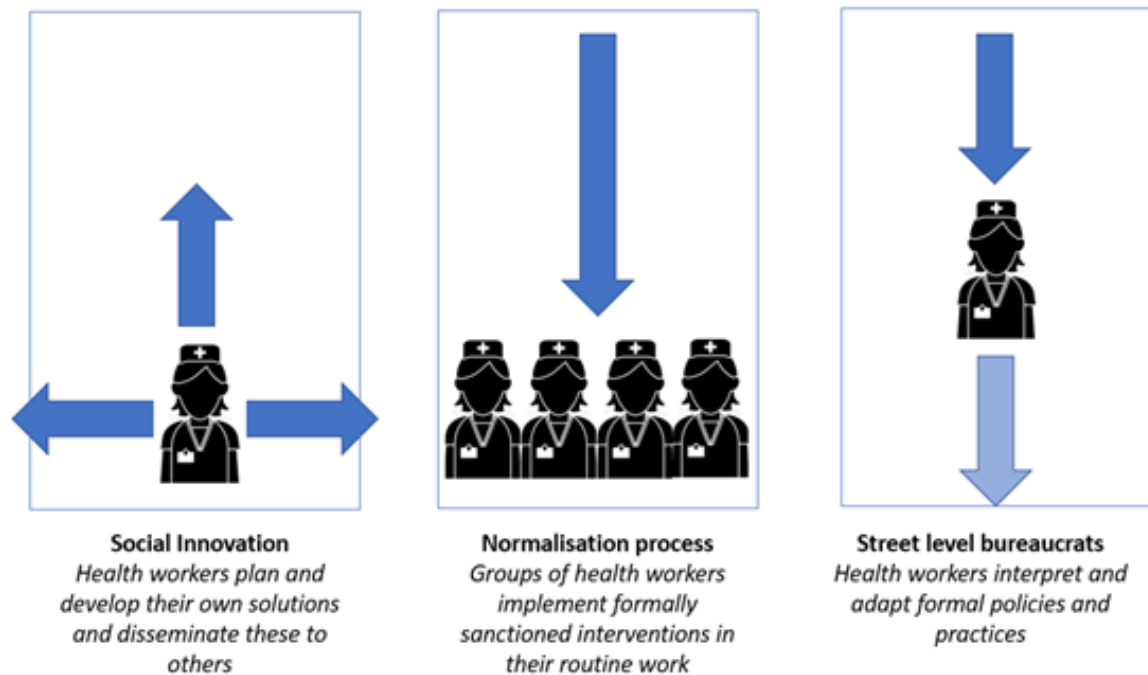 Social Innovation
Health workers plan and
develop their own solutions
and disseminate these to
others
Normalisation process
Groups of health workers
implement formally
sanctioned interventions in
their routine work
Street level bureaucrats
Health workers interpret and
adapt formal policies and
practices